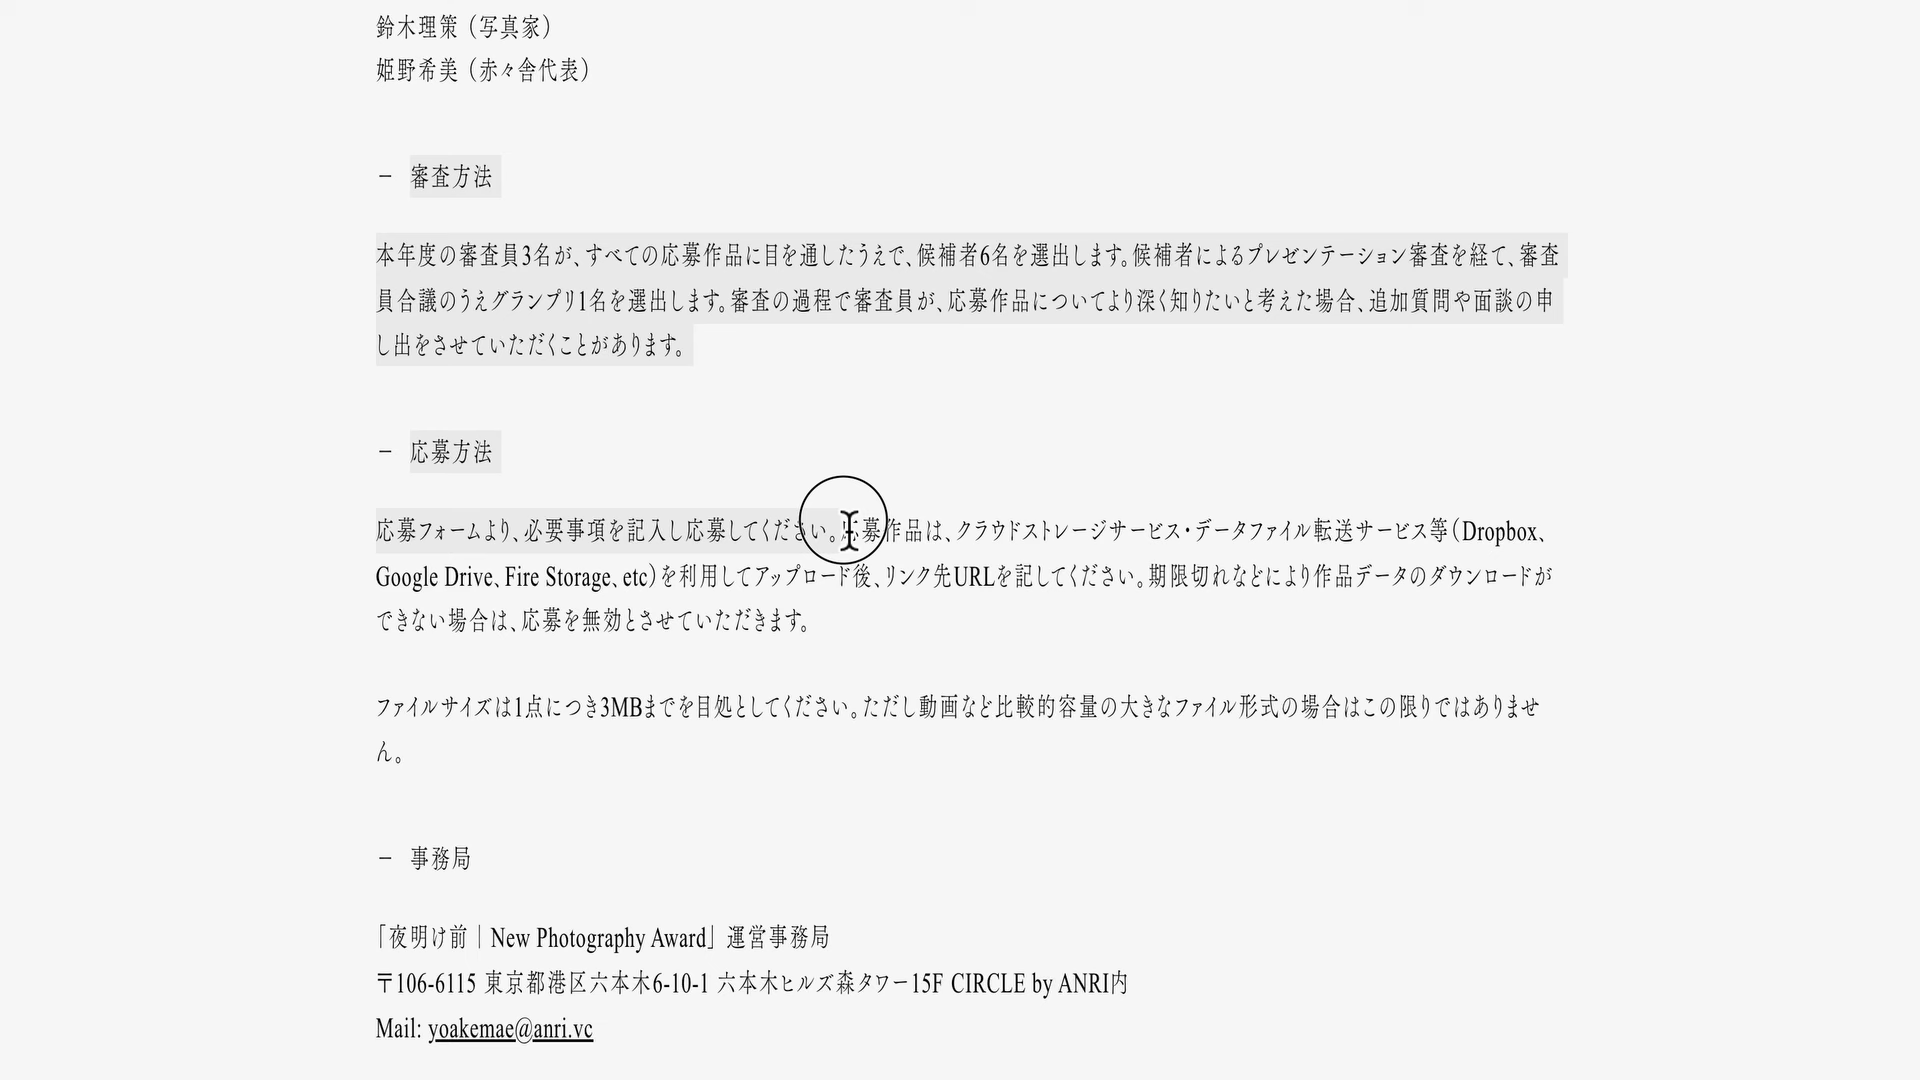 鈴木理策（写真家）
姫野希美（赤々舎代表）
－ 審査方法
本年度の審査員3名が、すべての応募作品に目を通したうえで、候補者6名を選出します。候補者によるプレゼンテーション審査を経て、審査
員合議のうえグランプリ1名を選出します。審査の過程で審査員が、応募作品についてより深く知りたいと考えた場合、追加質問や面談の申
し出をさせていただくことがあります。
－ 応募方法
応募フォームより、必要事項を記入し応募してください。応募作品は、クラウドストレージサービス・データファイル転送サービス等（Dropbox、
Google Drive、Fire Storage、etc）を利用してアップロード後、リンク先URLを記してください。期限切れなどにより作品データのダウンロードが
できない場合は、応募を無効とさせていただきます。
ファイルサイズは1点につき3MBまでを目処としてください。ただし動画など比較的容量の大きなファイル形式の場合はこの限りではありませ
ん。
－ 事務局
「夜明け前｜New Photography Award」運営事務局
〒106-6115 東京都港区六本木6-10-1 六本木ヒルズ森タワー15F CIRCLE by ANRI内
Mail: yoakemae@anri.vc